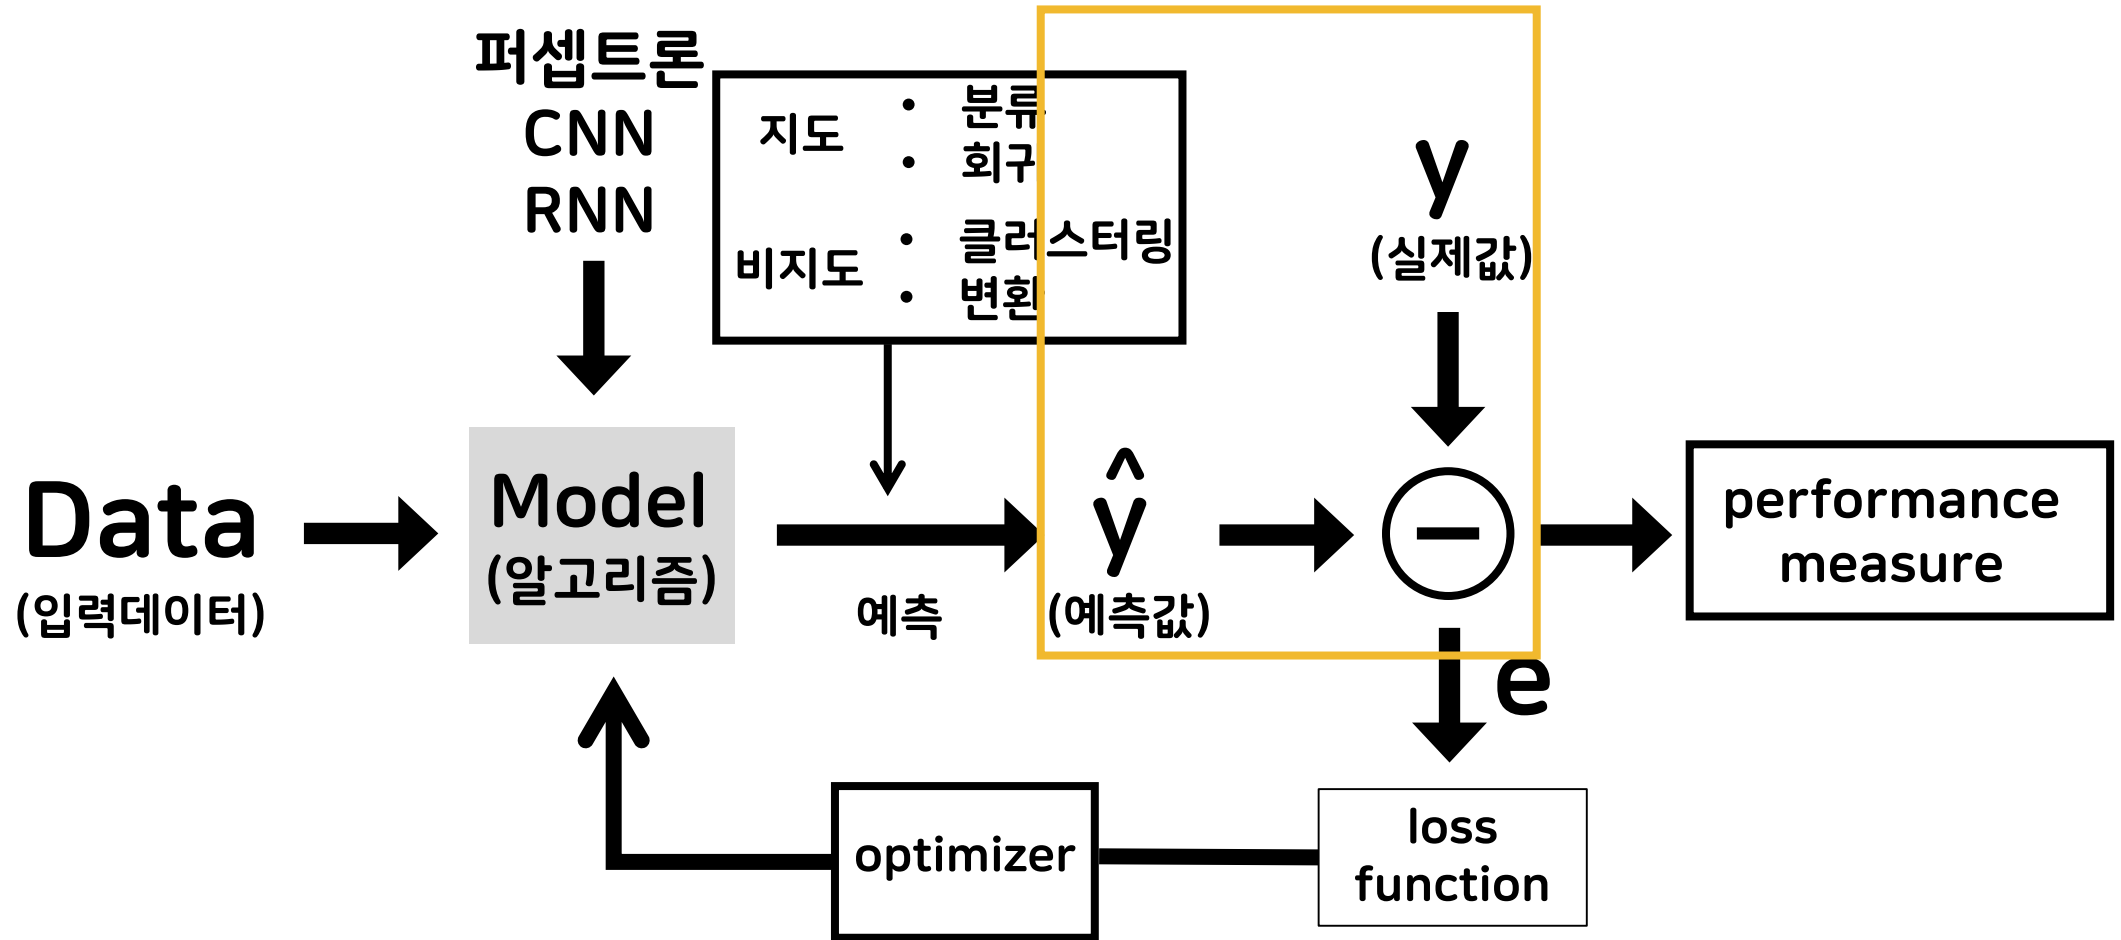 퍼셉트론
CNN
RNN
지도
• 분류
• 회구
비지도
• 클러스터링
• 변환
y
(실제값)
Data
(입력데이터)
Model
(알고리즘)
예측
ŷ
(예측값)
−
performance
measure
e
optimizer
loss
function